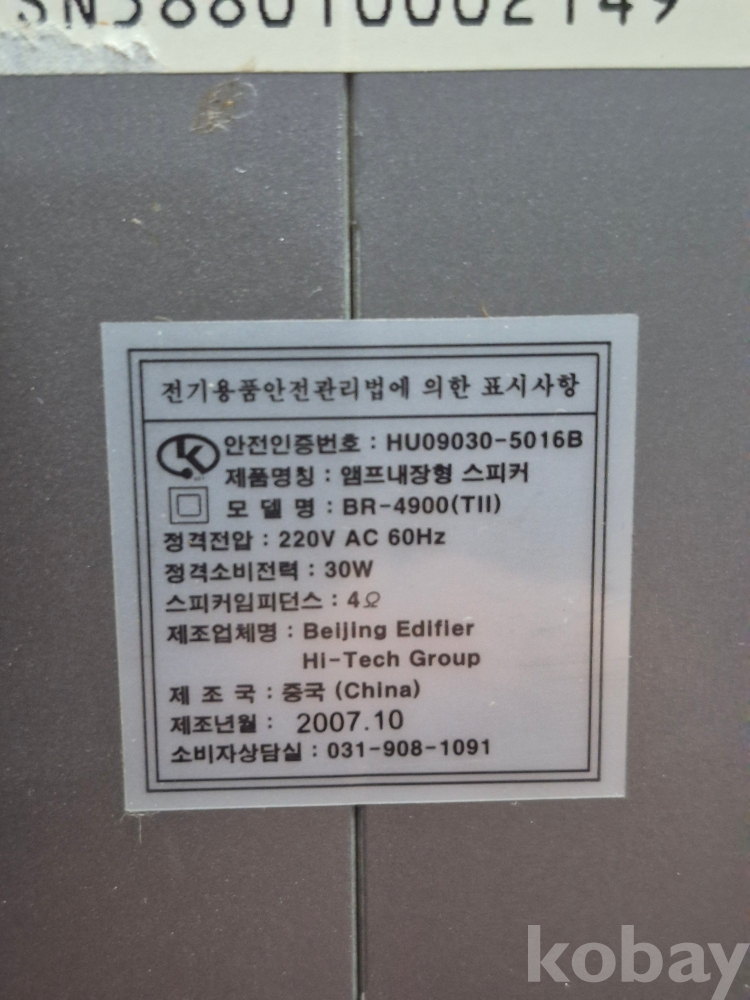 SN388010002149
전기용품안전관리법에 의한 표시사항
안전인증번호 : HU09030-5016B
제품명칭 : 앰프내장형 스피커
모 델 명 : BR-4900(TII)
정격전압 : 220V AC 60Hz
정격소비전력 : 30W
스피커임피던스 : 4Ω
제조업체명 : Beijing Edifier
Hi-Tech Group
제 조 국 : 중국 (China)
제조년월 : 2007.10
소비자상담실 : 031-908-1091
kobay